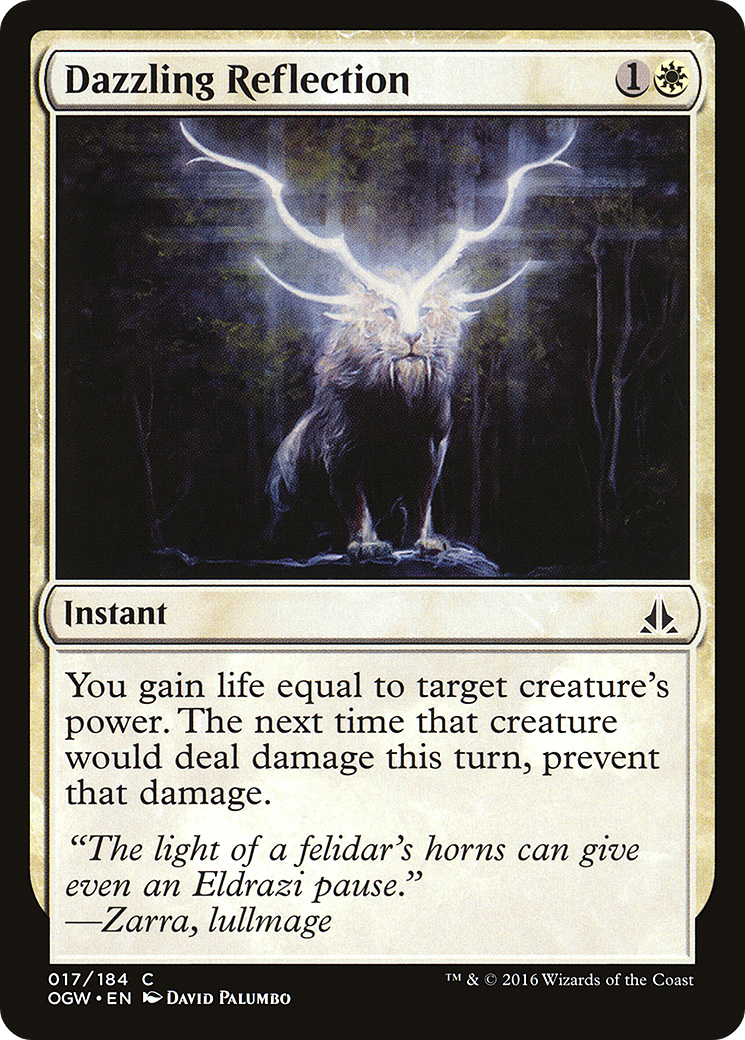 Dazzling Reflection
1
Instant
You gain life equal to target creature's
power. The next time that creature
would deal damage this turn, prevent
that damage.
“The light of a felidar's horns can give
even an Eldrazi pause.”
—Zarra, lullmage
017/184 C
™ & © 2016 Wizards of the Coast
OGW • EN David Palumbo